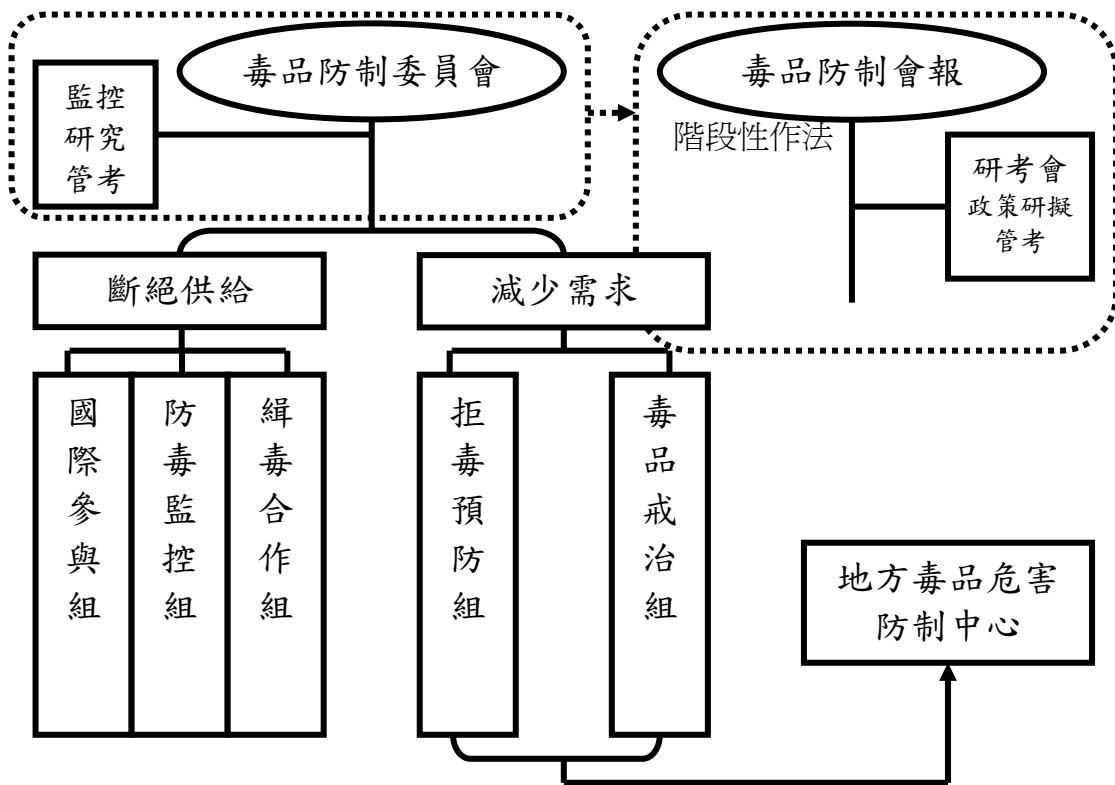 毒品防制委員會
監控
研究
管考
毒品防制會報
階段性作法
研考會
政策研擬
管考
斷絕供給
減少需求
國際參與組
防毒監控組
緝毒合作組
拒毒預防組
毒品戒治組
地方毒品危害
防制中心